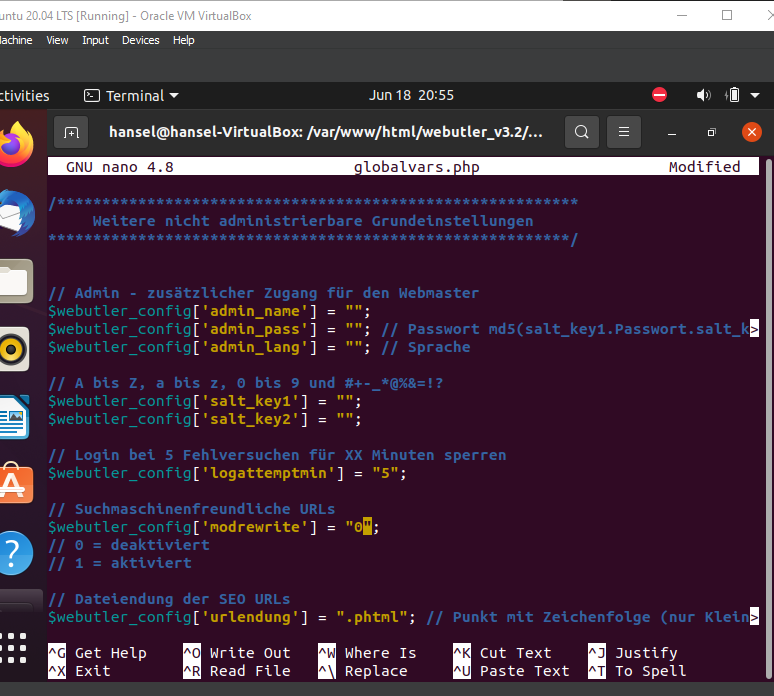 untu 20.04 LTS [Running] - Oracle VM VirtualBox
Machine View Input Devices Help
ctivities Terminal Jun 18 20:55
hansel@hansel-VirtualBox: /var/www/html/webutler_v3.2/...
GNU nano 4.8 globalvars.php Modified
/**********************************************************
Weitere nicht administrierbare Grundeinstellungen
**********************************************************/
// Admin - zusätzlicher Zugang für den Webmaster
$webutler_config['admin_name'] = "";
$webutler_config['admin_pass'] = ""; // Passwort md5(salt_key1.Passwort.salt_k>
$webutler_config['admin_lang'] = ""; // Sprache
// A bis Z, a bis z, 0 bis 9 und #+-_*@%&=!?
$webutler_config['salt_key1'] = "";
$webutler_config['salt_key2'] = "";
// Login bei 5 Fehlversuchen für XX Minuten sperren
$webutler_config['logattemptmin'] = "5";
// Suchmaschinenfreundliche URLs
$webutler_config['modrewrite'] = "0";
// 0 = deaktiviert
// 1 = aktiviert
// Dateiendung der SEO URLs
$webutler_config['urlendung'] = ".phtml"; // Punkt mit Zeichenfolge (nur Klein>
^G Get Help ^O Write Out ^W Where Is ^K Cut Text ^J Justify
^X Exit ^R Read File ^\ Replace ^U Paste Text ^T To Spell